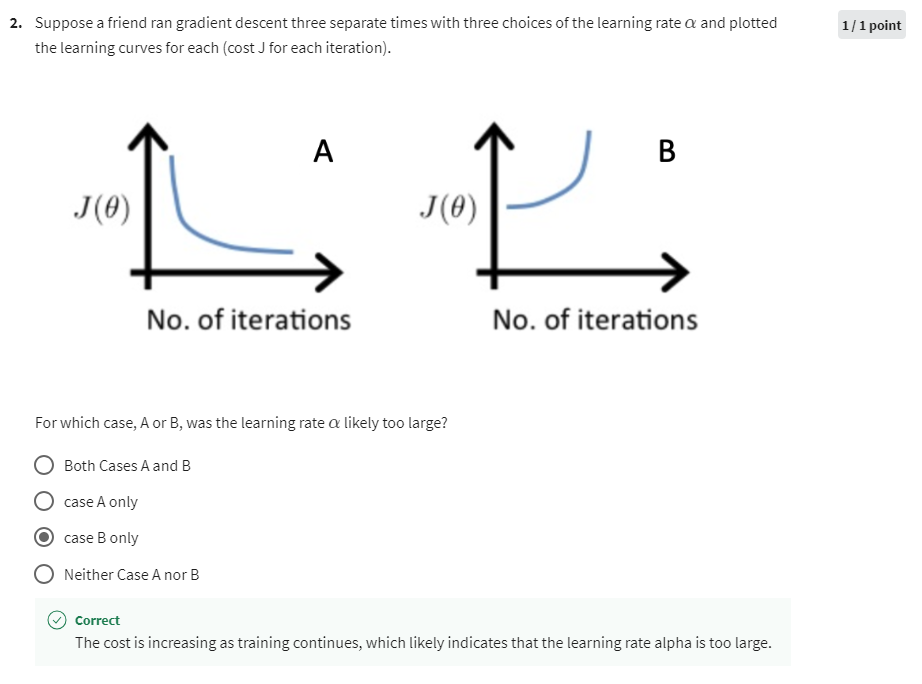 2. Suppose a friend ran gradient descent three separate times with three choices of the learning rate α and plotted
the learning curves for each (cost J for each iteration).
1 / 1 point
A
J(θ)
No. of iterations
B
J(θ)
No. of iterations
For which case, A or B, was the learning rate α likely too large?
Both Cases A and B
case A only
case B only
Neither Case A nor B
Correct
The cost is increasing as training continues, which likely indicates that the learning rate alpha is too large.